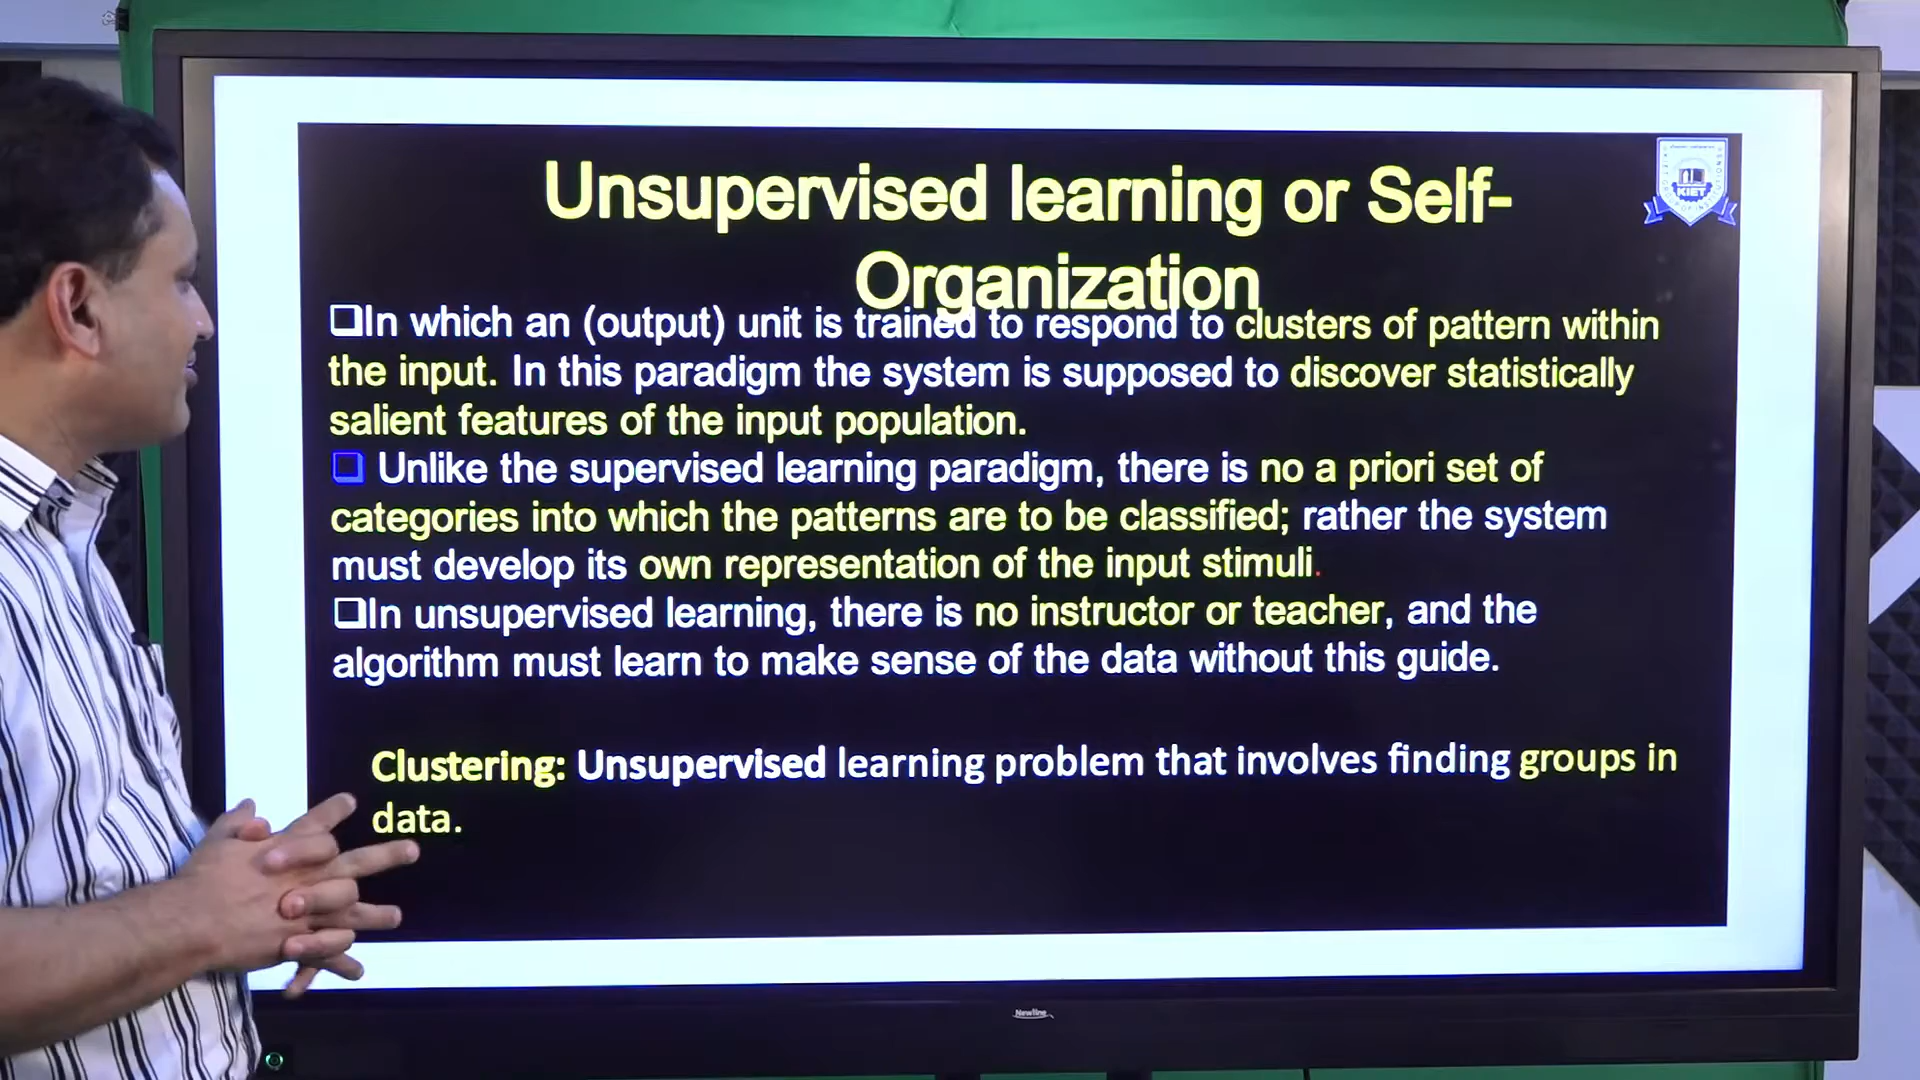 Unsupervised learning or Self-
Organization
❑In which an (output) unit is trained to respond to clusters of pattern within
the input. In this paradigm the system is supposed to discover statistically
salient features of the input population.
❑ Unlike the supervised learning paradigm, there is no a priori set of
categories into which the patterns are to be classified; rather the system
must develop its own representation of the input stimuli.
❑In unsupervised learning, there is no instructor or teacher, and the
algorithm must learn to make sense of the data without this guide.
Clustering: Unsupervised learning problem that involves finding groups in
data.
KIET
Newline